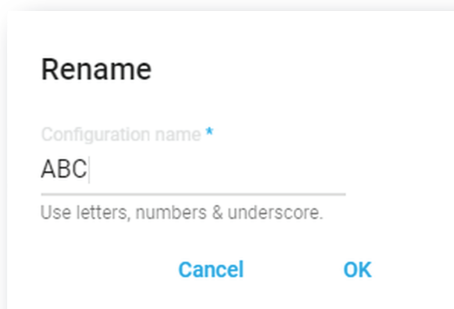 Rename
Configuration name *
ABC
Use letters, numbers & underscore.
Cancel OK